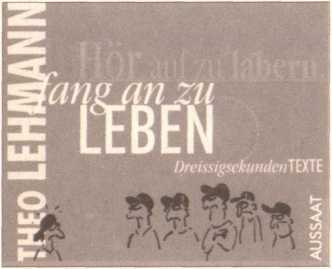 THEO LEHMANN
Hör auf zu labern,
fang an zu
LEBEN
DreissigsekundenTEXTE
AUSSAAT